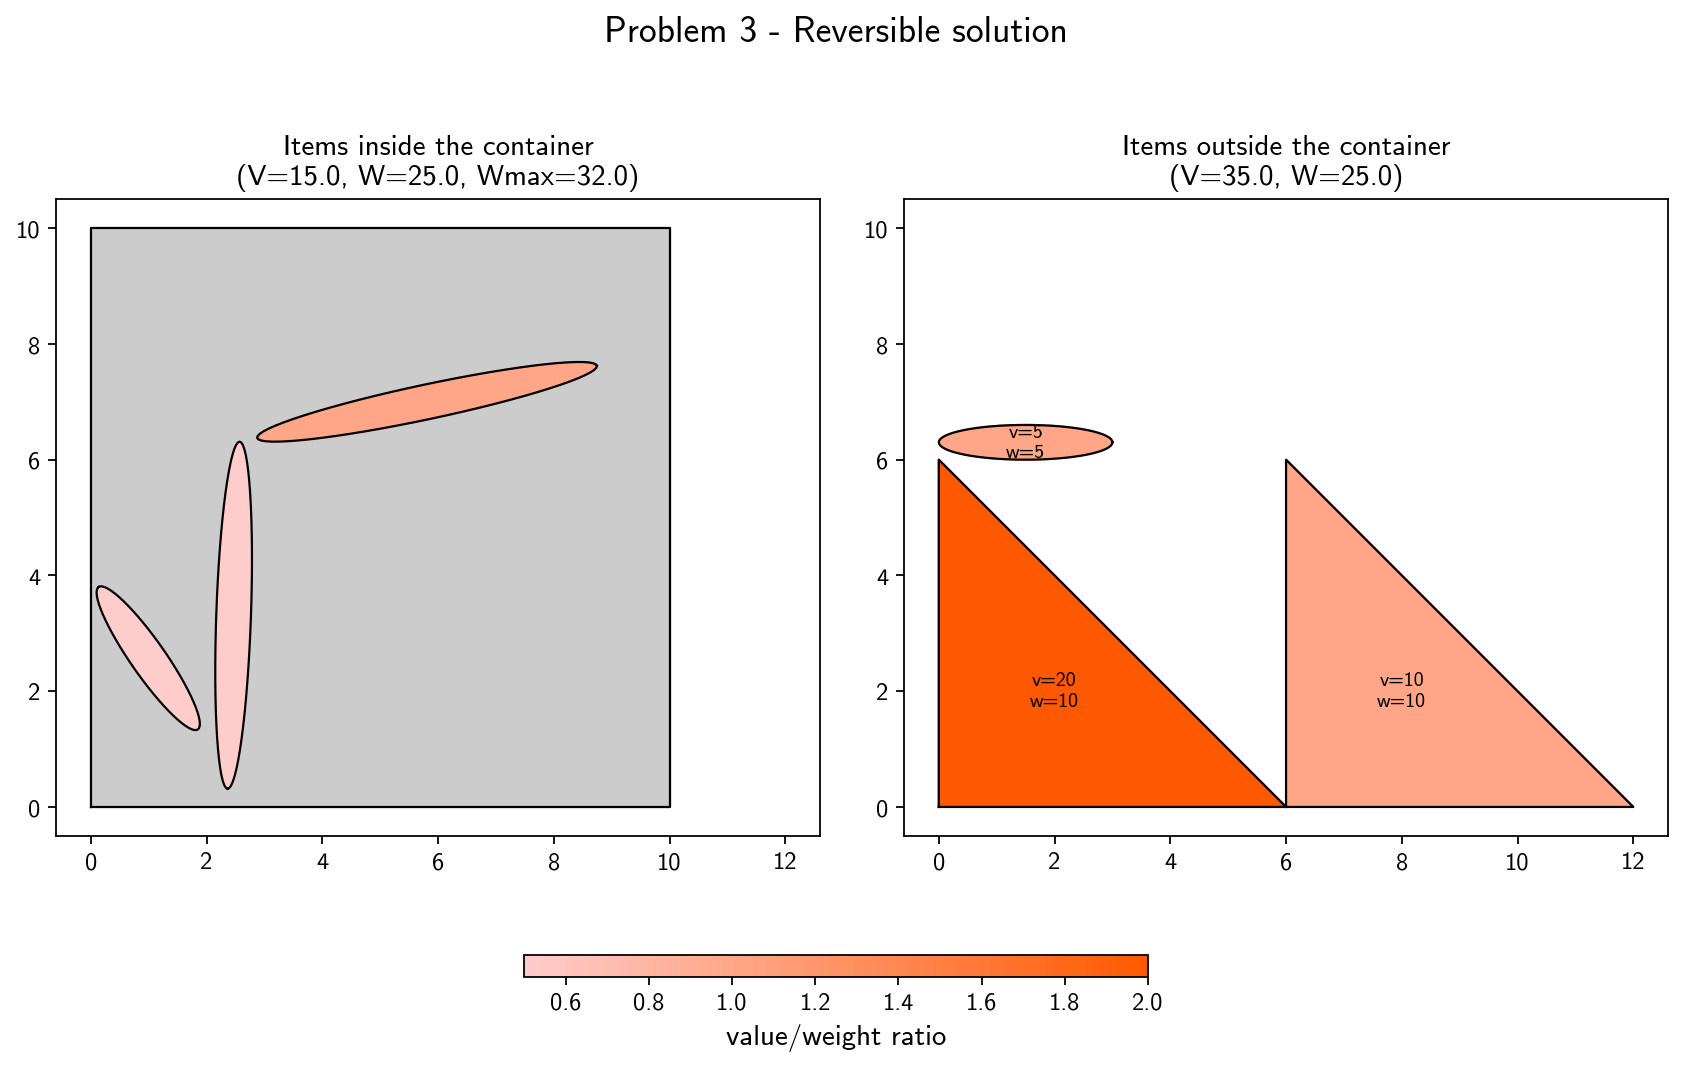 Problem 3 - Reversible solution
Items inside the container
(V=15.0, W=25.0, Wmax=32.0)
10
8
6
4
2
0
0 2 4 6 8 10 12
Items outside the container
(V=35.0, W=25.0)
10
8
6
4
2
0
v=5
w=5
v=20
w=10
v=10
w=10
0 2 4 6 8 10 12
0.6 0.8 1.0 1.2 1.4 1.6 1.8 2.0
value/weight ratio